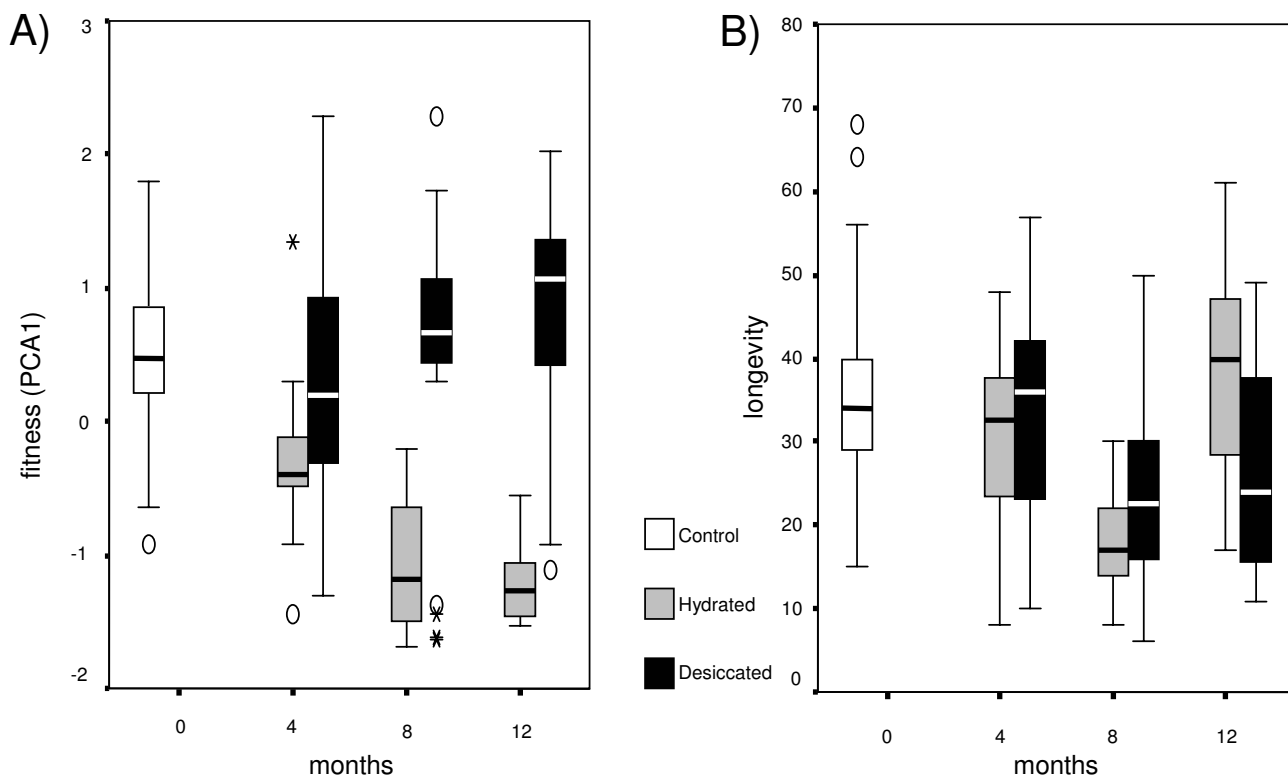 A)
3
2
1
0
-1
-2
fitness (PCA1)
0 4 8 12
months
Control
Hydrated
Desiccated
B)
80
70
60
50
40
30
20
10
0
longevity
0 4 8 12
months